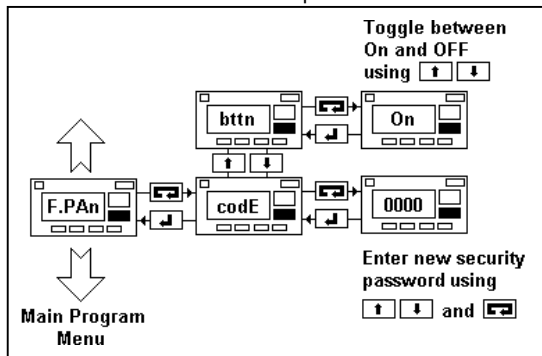 Toggle between
On and OFF
using
bttn
On
F.PAn
codE
0000
Enter new security
password using
and
Main Program
Menu